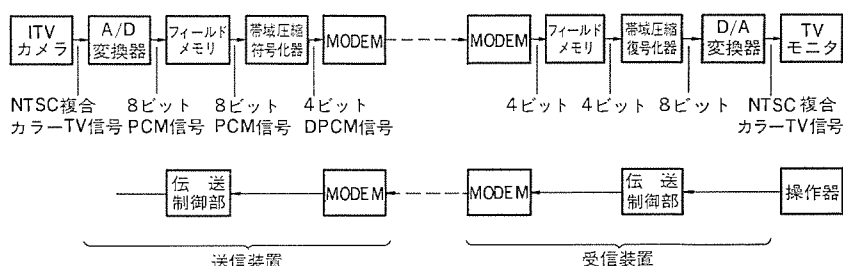 ITV
カメラ
A/D
変換器
フィールド
メモリ
帯域圧縮
符号化器
MODEM
MODEM
フィールド
メモリ
帯域圧縮
復号化器
D/A
変換器
TV
モニタ
NTSC複合
カラーTV信号
8ビット
PCM信号
8ビット
PCM信号
4ビット
DPCM信号
4ビット
4ビット
8ビット
NTSC複合
カラーTV信号
伝送
制御部
MODEM
MODEM
伝送
制御部
操作器
送信装置
受信装置